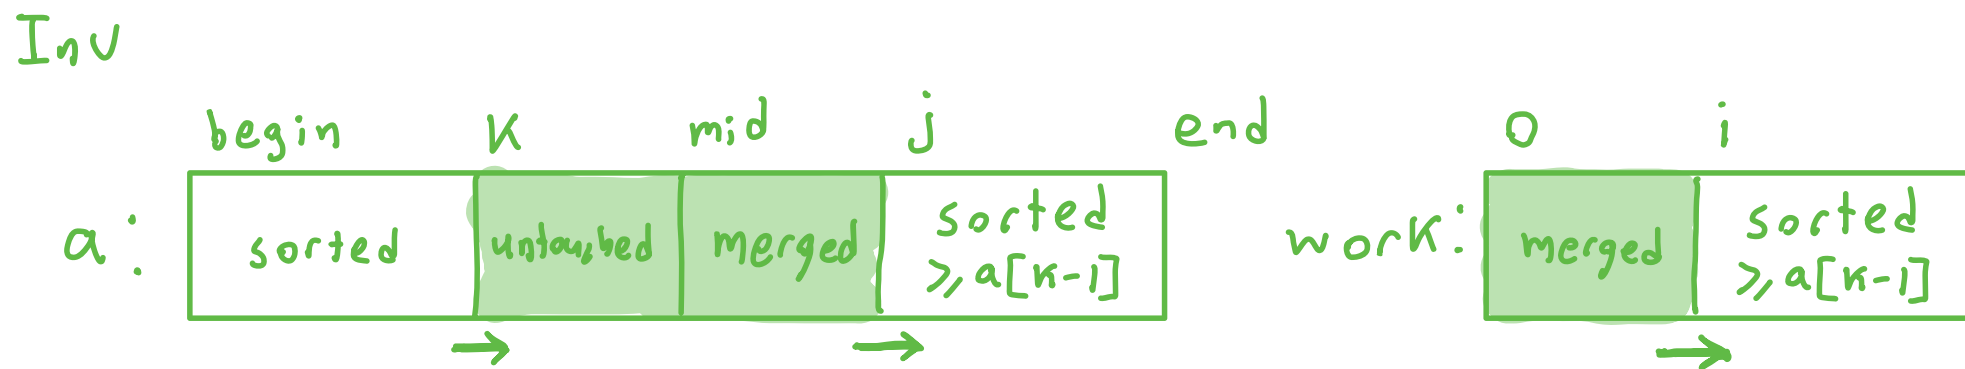 Inv
begin k mid j end 0 i
a: sorted untouched merged sorted work: merged sorted
≥a[k-1] ≥a[k-1]